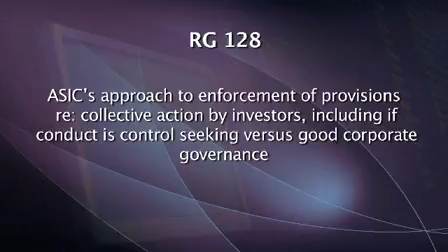 RG 128
ASIC's approach to enforcement of provisions
re: collective action by investors, including if
conduct is control seeking versus good corporate
governance